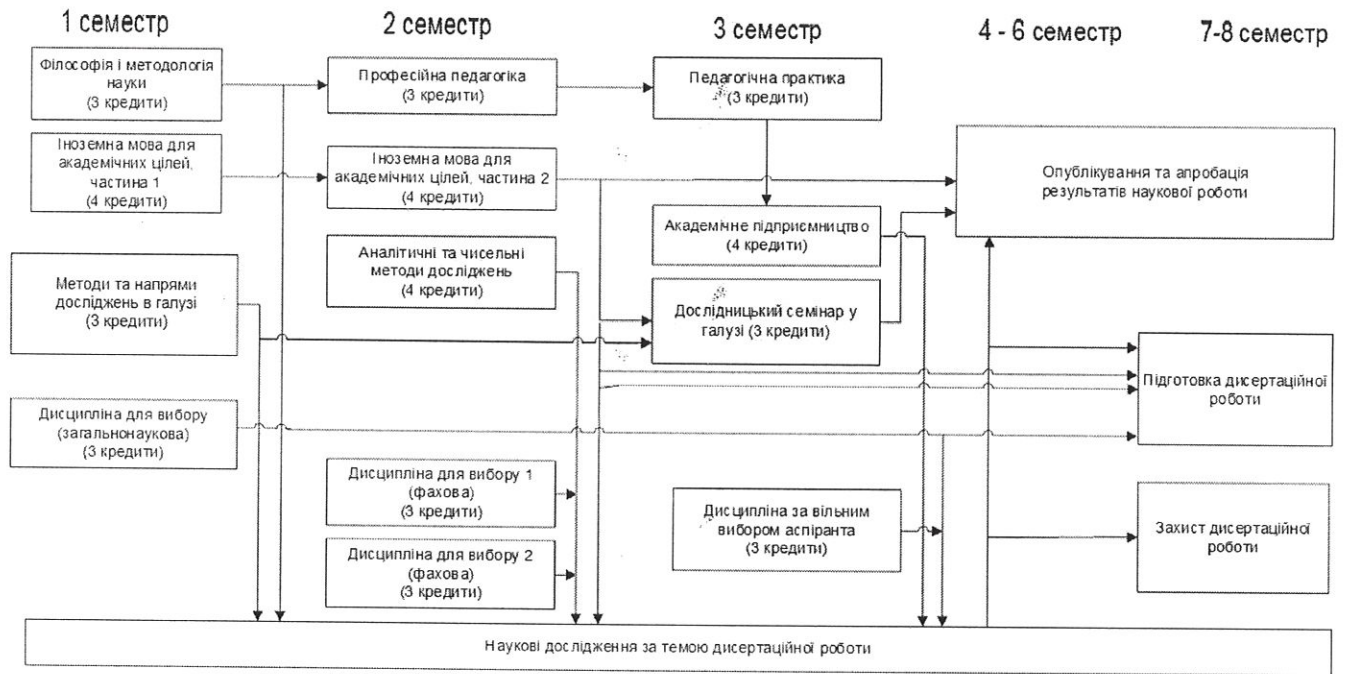 1 семестр
2 семестр
3 семестр
4 - 6 семестр
7-8 семестр
Філософія і методологія
науки
(3 кредити)
Професійна педагогіка
(3 кредити)
Педагогічна практика
(3 кредити)
Іноземна мова для
академічних цілей,
частина 1
(4 кредити)
Іноземна мова для
академічних цілей, частина 2
(4 кредити)
Опублікування та апробація
результатів наукової роботи
Академічне підприємництво
(4 кредити)
Аналітичні та чисельні
методи досліджень
(4 кредити)
Методи та напрями
досліджень в галузі
(3 кредити)
Дослідницький семінар у
галузі (3 кредити)
Підготовка дисертаційної
роботи
Дисципліна для вибору
(загальнонаукова)
(3 кредити)
Дисципліна для вибору 1
(фахова)
(3 кредити)
Дисципліна за вільним
вибором аспіранта
(3 кредити)
Захист дисертаційної
роботи
Дисципліна для вибору 2
(фахова)
(3 кредити)
Наукові дослідження за темою дисертаційної роботи